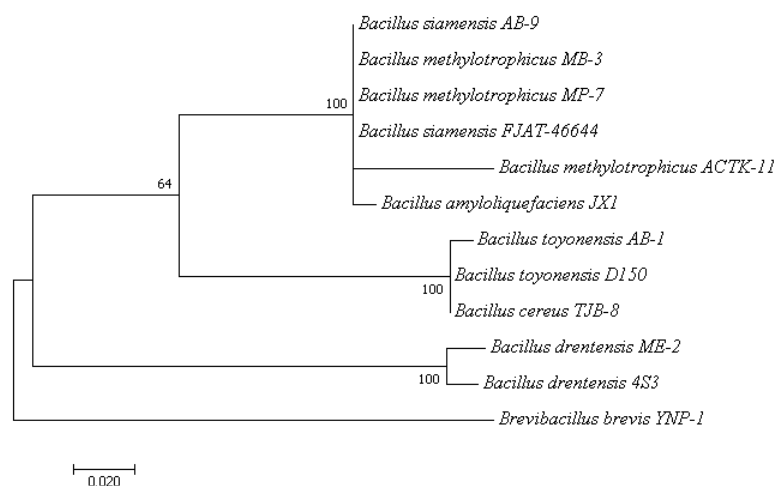 Bacillus siamensis AB-9
Bacillus methylotrophicus MB-3
Bacillus methylotrophicus MP-7
100
Bacillus siamensis FJAT-46644
Bacillus methylotrophicus ACTK-11
64
Bacillus amyloliquefaciens JX1
Bacillus toyonensis AB-1
Bacillus toyonensis D150
100
Bacillus cereus TJB-8
Bacillus drentensis ME-2
100
Bacillus drentensis 4S3
Brevibacillus brevis YNP-1
0.020